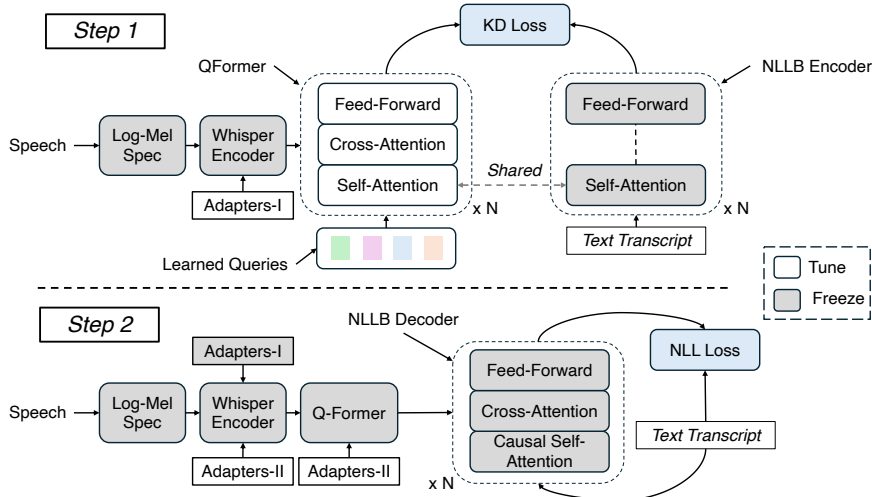 Step 1
KD Loss
QFormer
NLLB Encoder
Feed-Forward
Cross-Attention
Self-Attention
x N
Feed-Forward
Self-Attention
x N
Shared
Speech
Log-Mel
Spec
Whisper
Encoder
Adapters-I
Text Transcript
Learned Queries
Tune
Freeze
Step 2
NLLB Decoder
NLL Loss
Adapters-I
Speech
Log-Mel
Spec
Whisper
Encoder
Q-Former
Adapters-II
Adapters-II
Feed-Forward
Cross-Attention
Causal Self-
Attention
x N
Text Transcript